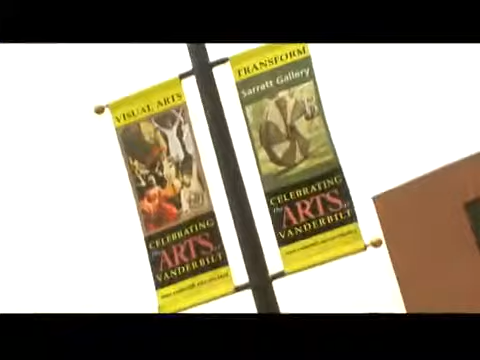 VISUAL ARTS
CELEBRATING
the ARTS at
VANDERBILT
TRANSFORM
Sarratt Gallery
CELEBRATING
the ARTS at
VANDERBILT